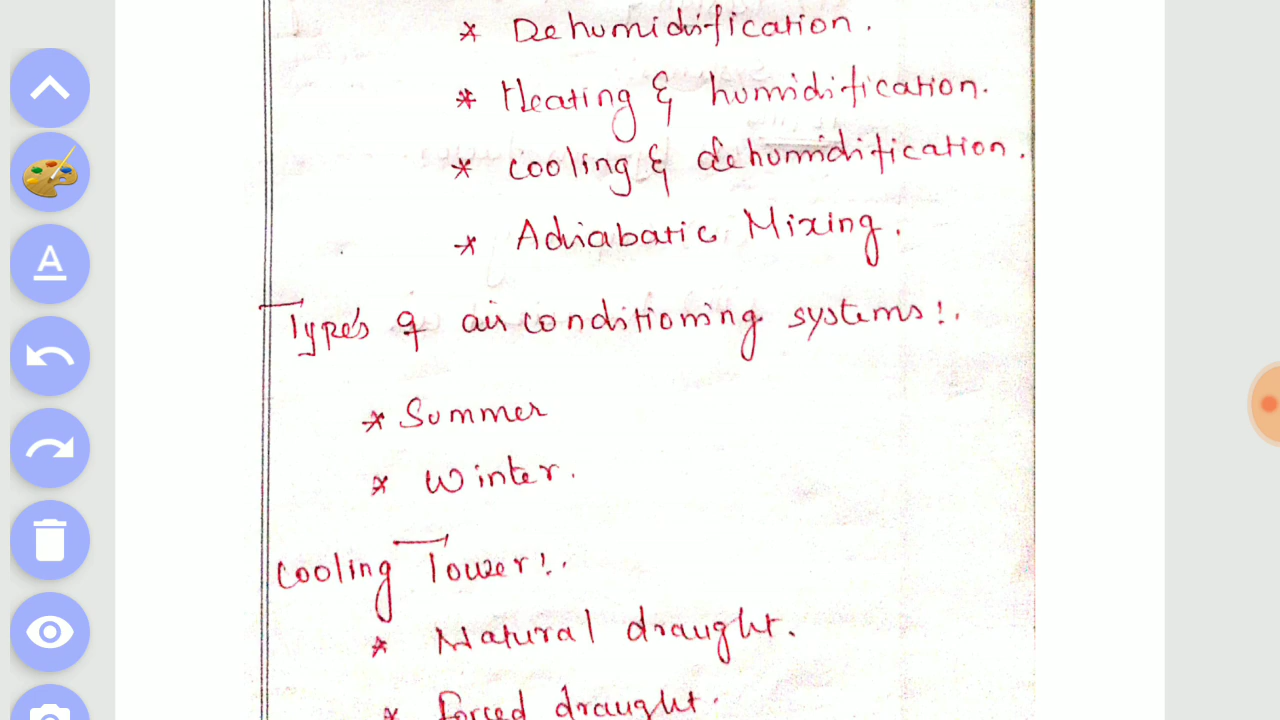 * Dehumidification.
* Heating & humidification.
* cooling & dehumidification.
* Adiabatic Mixing.
Types of air conditioning systems:.
* Summer
* Winter.
Cooling Tower:.
* Natural draught.
* forced draught.
A